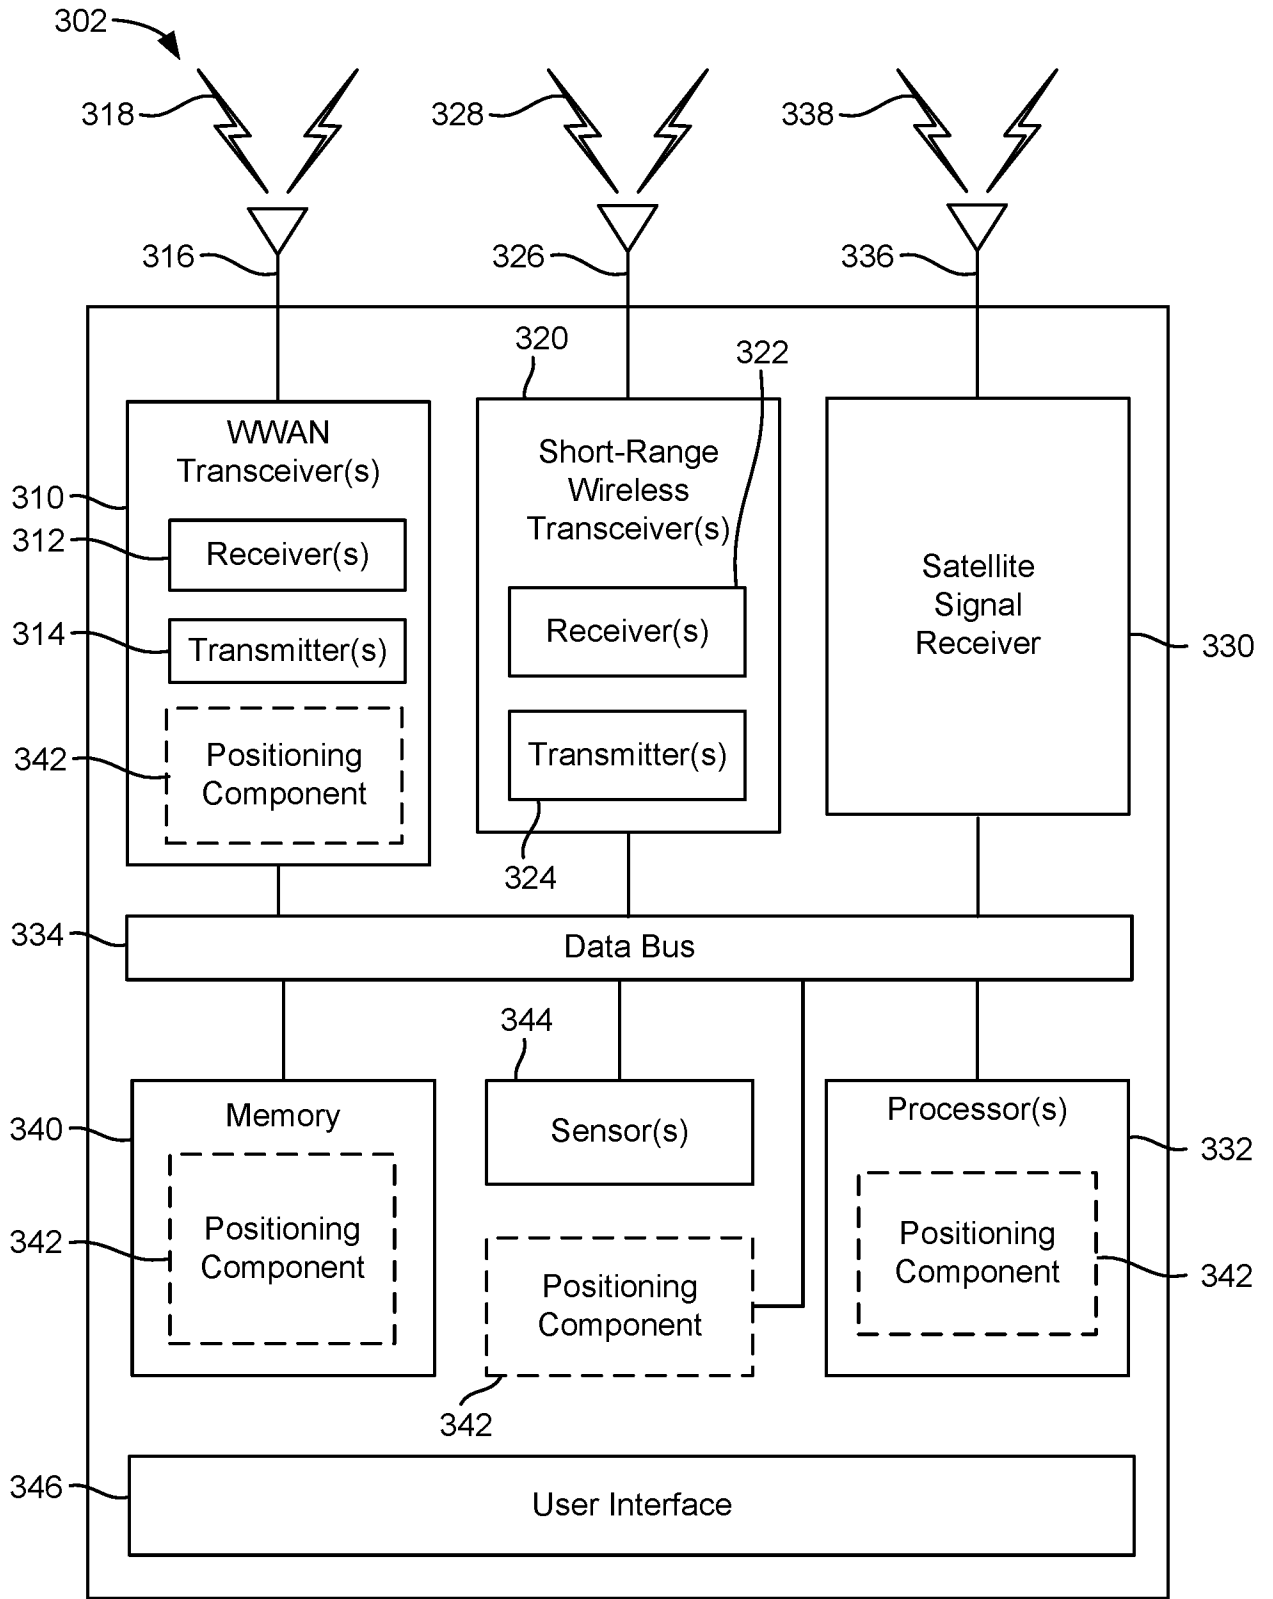 302
318
328
338
316
326
336
320
322
WWAN
Transceiver(s)
310
312
Receiver(s)
314
Transmitter(s)
342
Positioning
Component
Short-Range
Wireless
Transceiver(s)
Receiver(s)
Transmitter(s)
324
Satellite
Signal
Receiver
330
334
Data Bus
344
340
Memory
342
Positioning
Component
Sensor(s)
Positioning
Component
342
Processor(s)
332
Positioning
Component
342
346
User Interface